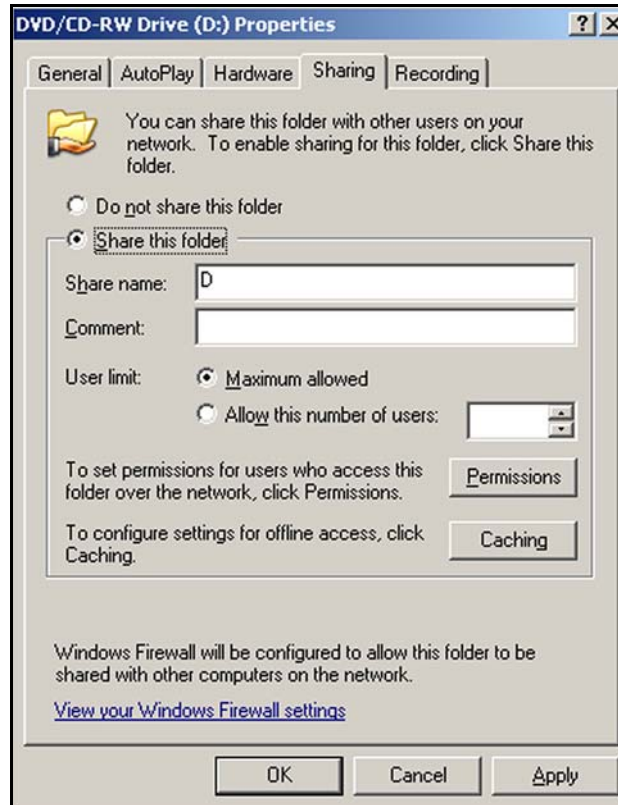 DVD/CD-RW Drive (D:) Properties
General AutoPlay Hardware Sharing Recording
You can share this folder with other users on your
network. To enable sharing for this folder, click Share this
folder.
Do not share this folder
Share this folder
Share name: D
Comment:
User limit: Maximum allowed
Allow this number of users:
To set permissions for users who access this
folder over the network, click Permissions.
Permissions
To configure settings for offline access, click
Caching.
Caching
Windows Firewall will be configured to allow this folder to be
shared with other computers on the network.
View your Windows Firewall settings
OK Cancel Apply